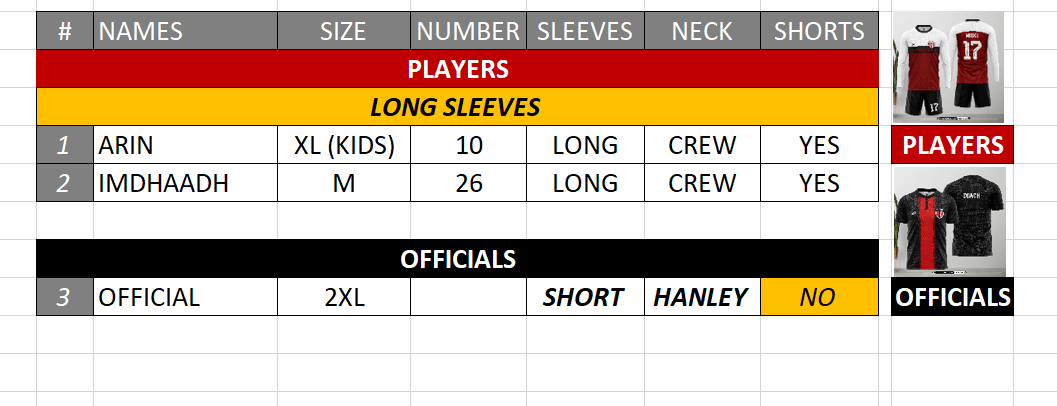 # NAMES SIZE NUMBER SLEEVES NECK SHORTS
PLAYERS
LONG SLEEVES
1 ARIN XL (KIDS) 10 LONG CREW YES
2 IMDHAADH M 26 LONG CREW YES
OFFICIALS
3 OFFICIAL 2XL SHORT HANLEY NO
17
17
PLAYERS
COACH
OFFICIALS